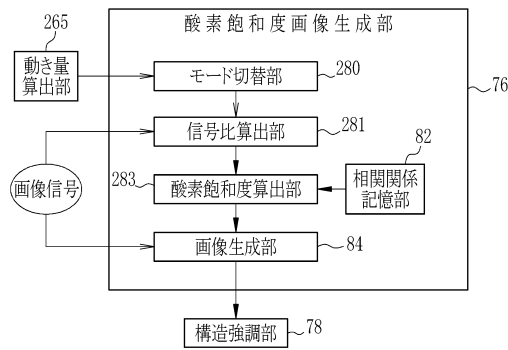 酸素飽和度画像生成部
265
動き量
算出部
モード切替部
280
76
信号比算出部
281
82
画像信号
283
酸素飽和度算出部
相関関係
記憶部
画像生成部
84
構造強調部
78